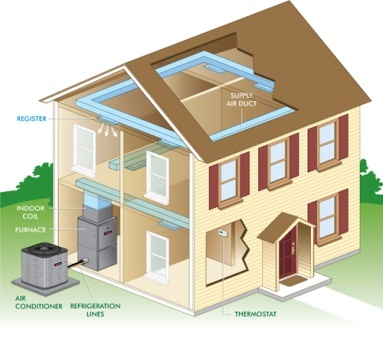 SUPPLY
AIR DUCT
REGISTER
INDOOR
COIL
FURNACE
AIR
CONDITIONER
REFRIGERATION
LINES
THERMOSTAT